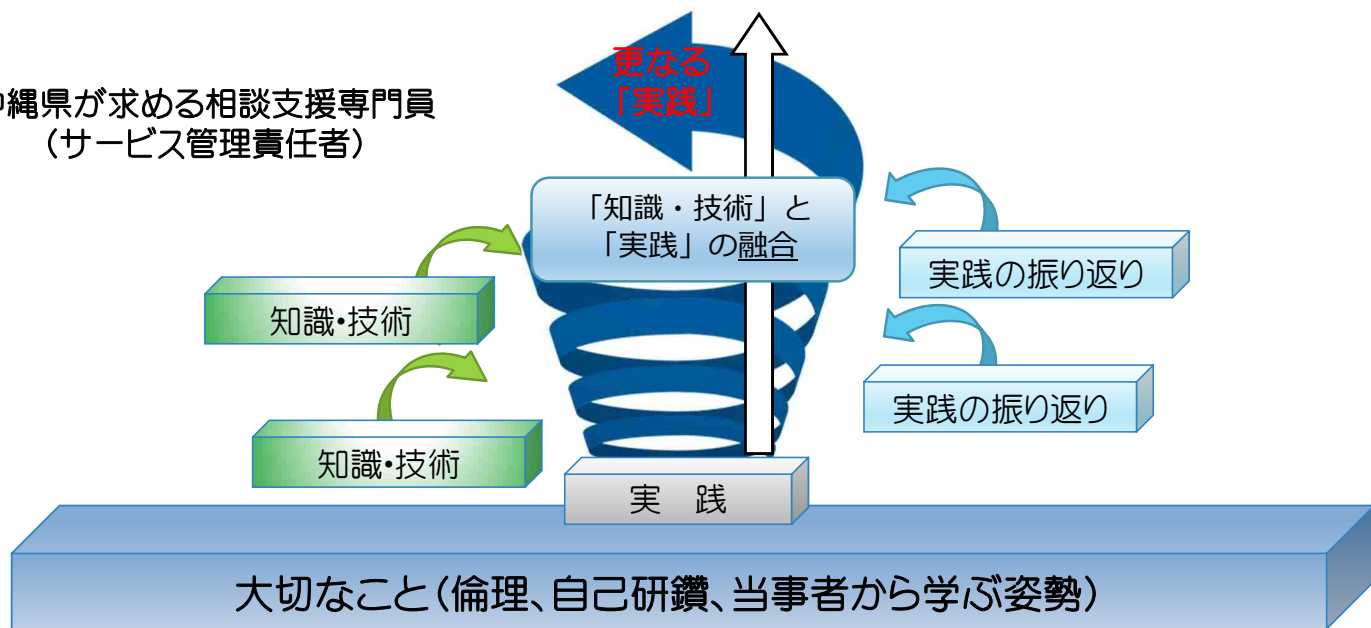 沖縄県が求める相談支援専門員
（サービス管理責任者）
更なる
「実践」
「知識・技術」と
「実践」の融合
実践の振り返り
知識・技術
実践の振り返り
知識・技術
実　践
大切なこと（倫理、自己研鑽、当事者から学ぶ姿勢）